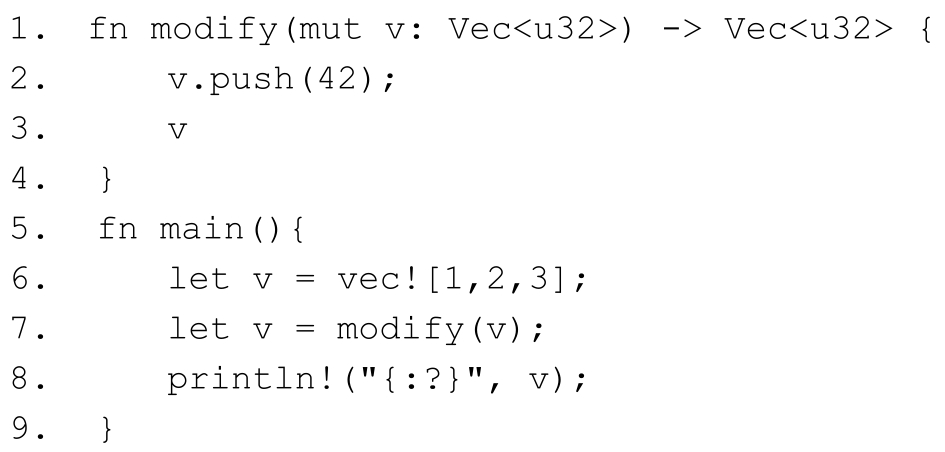 1. fn modify(mut v: Vec<u32>) -> Vec<u32> {
2.     v.push(42);
3.     v
4. }
5. fn main(){
6.     let v = vec![1,2,3];
7.     let v = modify(v);
8.     println!("{:?}", v);
9. }